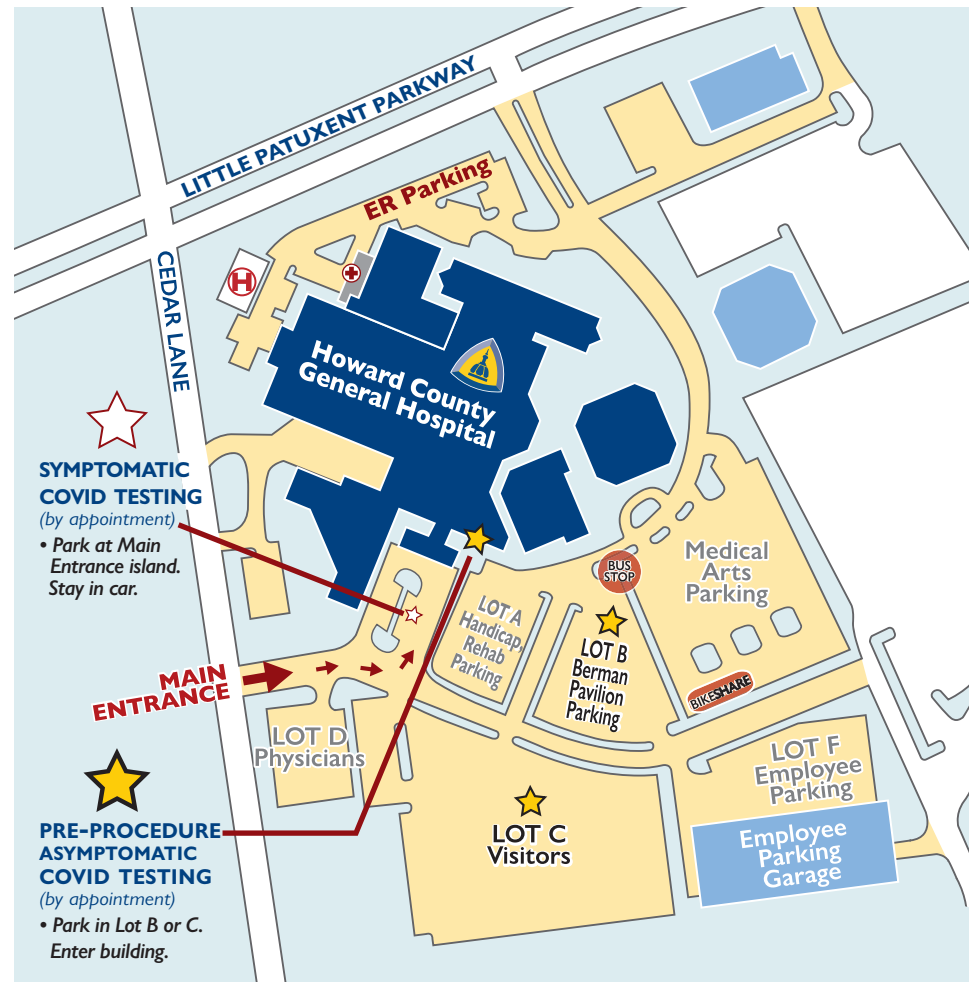 LITTLE PATUXENT PARKWAY
ER Parking
H
CEDAR LANE
Howard County
General Hospital
SYMPTOMATIC
COVID TESTING
(by appointment)
• Park at Main
Entrance island.
Stay in car.
BUS
STOP
Medical
Arts
Parking
LOT A
Handicap,
Rehab
Parking
LOT B
Berman
Pavilion
Parking
BIKESHARE
MAIN
ENTRANCE
LOT D
Physicians
LOT F
Employee
Parking
Employee
Parking
Garage
LOT C
Visitors
PRE-PROCEDURE
ASYMPTOMATIC
COVID TESTING
(by appointment)
• Park in Lot B or C.
Enter building.